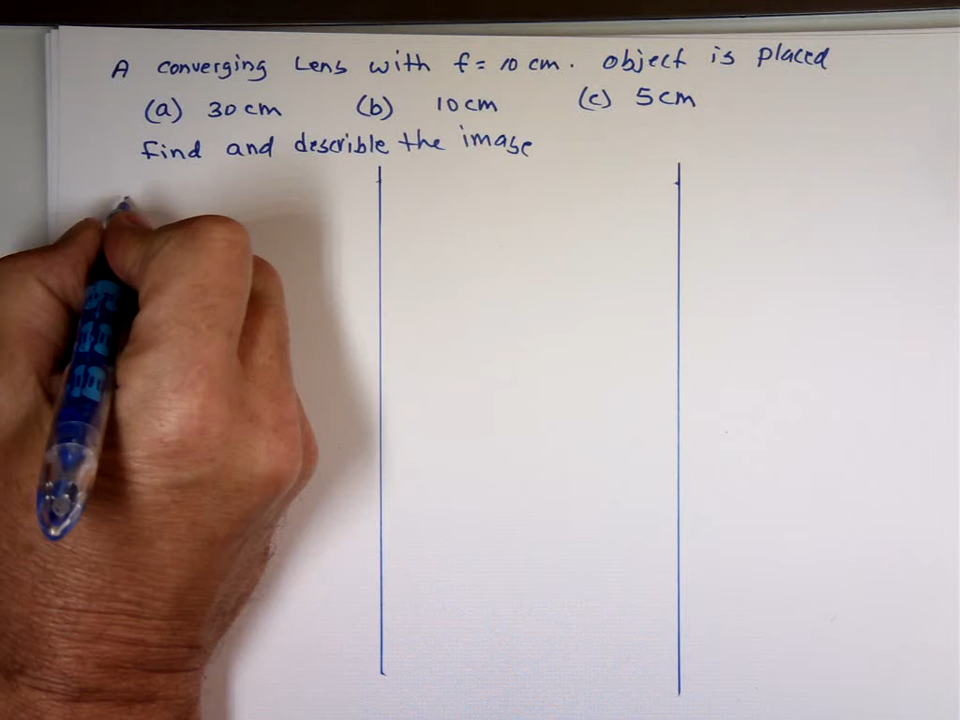 A converging Lens with f = 10 cm. object is placed
(a) 30 cm (b) 10 cm (c) 5 cm
find and describle the image